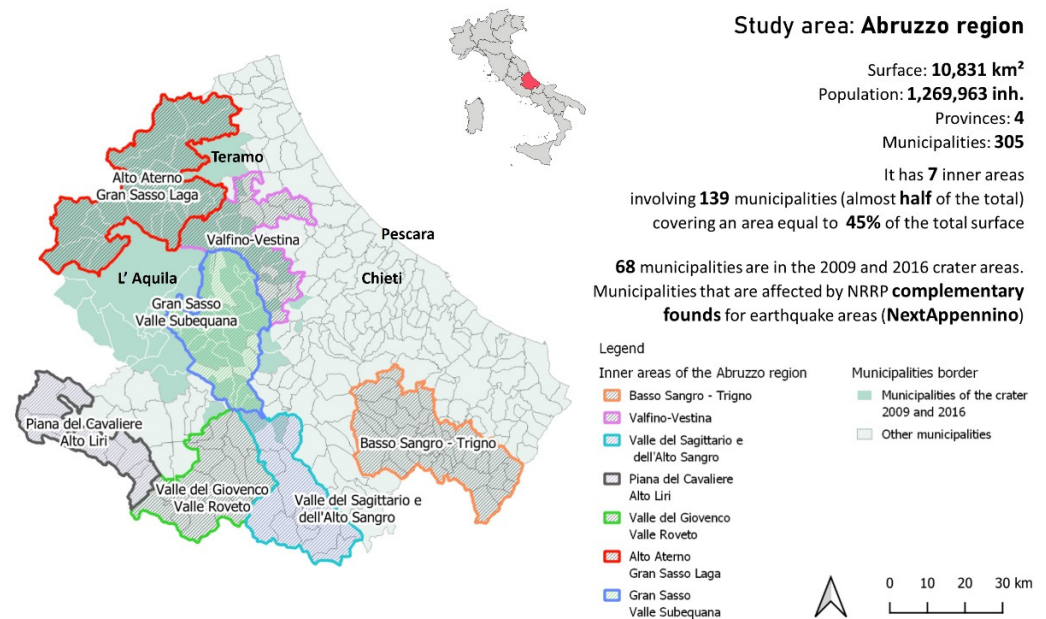 Study area: Abruzzo region
Surface: 10,831 km²
Population: 1,269,963 inh.
Provinces: 4
Municipalities: 305
It has 7 inner areas
involving 139 municipalities (almost half of the total)
covering an area equal to 45% of the total surface
68 municipalities are in the 2009 and 2016 crater areas.
Municipalities that are affected by NRRP complementary
founds for earthquake areas (NextAppennino)
Teramo
Alto Aterno
Gran Sasso Laga
Valfino-Vestina
Pescara
L' Aquila
Chieti
Gran Sasso
Valle Subequana
Piana del Cavaliere
Alto Liri
Basso Sangro - Trigno
Valle del Giovenco
Valle Roveto
Valle del Sagittario e
dell'Alto Sangro
Legend
Inner areas of the Abruzzo region
Basso Sangro - Trigno
Valfino-Vestina
Valle del Sagittario e
dell'Alto Sangro
Piana del Cavaliere
Alto Liri
Valle del Giovenco
Valle Roveto
Alto Aterno
Gran Sasso Laga
Gran Sasso
Valle Subequana
Municipalities border
Municipalities of the crater
2009 and 2016
Other municipalities
0 10 20 30 km